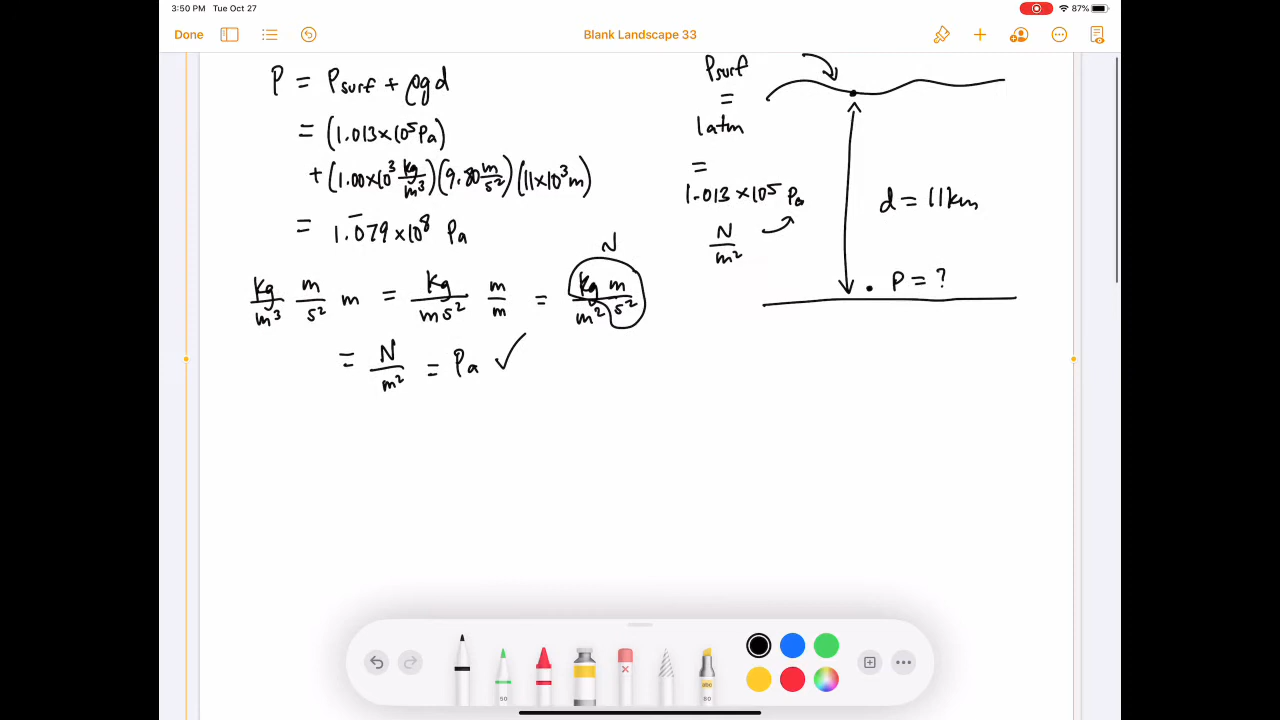 3:50 PM Tue Oct 27
87%
Done
Blank Landscape 33
P = Psurf + ρgd
= (1.013×10⁵ Pa)
+ (1.00×10³ kg/m³)(9.80 m/s²)(11×10³ m)
= 1.079×10⁸ Pa
kg/m³ m/s² m = kg/ms² m/m = kg m/m² s²
N
= N/m² = Pa ✓
Psurf
=
1atm
=
1.013×10⁵ Pa
N/m²
d = 11km
P = ?
50
50